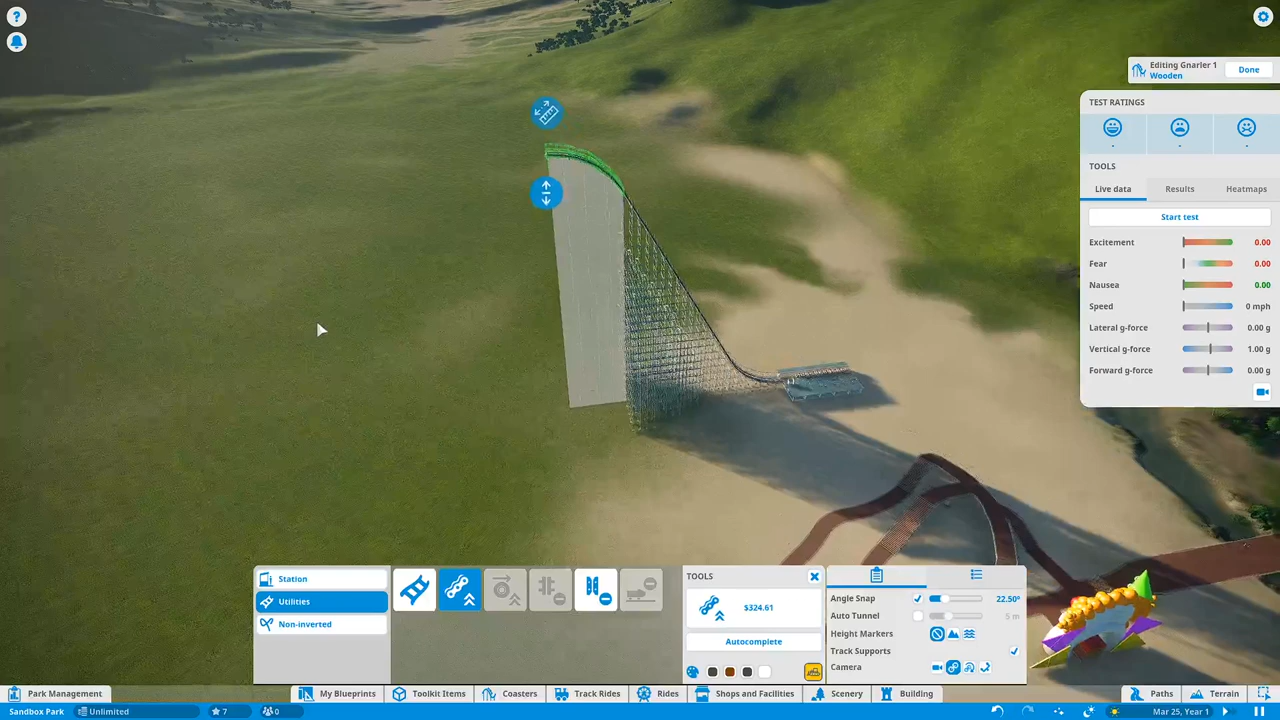 Editing Gnarler 1
Wooden
Done
TEST RATINGS
- - -
TOOLS
Live data Results Heatmaps
Start test
Excitement 0.00
Fear 0.00
Nausea 0.00
Speed 0 mph
Lateral g-force 0.00 g
Vertical g-force 1.00 g
Forward g-force 0.00 g
Station
Utilities
Non-inverted
TOOLS
$324.61
Autocomplete
Angle Snap 22.50°
Auto Tunnel 5 m
Height Markers
Track Supports
Camera
Park Management My Blueprints Toolkit Items Coasters Track Rides Rides Shops and Facilities Scenery Building Paths Terrain
Sandbox Park Unlimited 7 0 Mar 25, Year 1